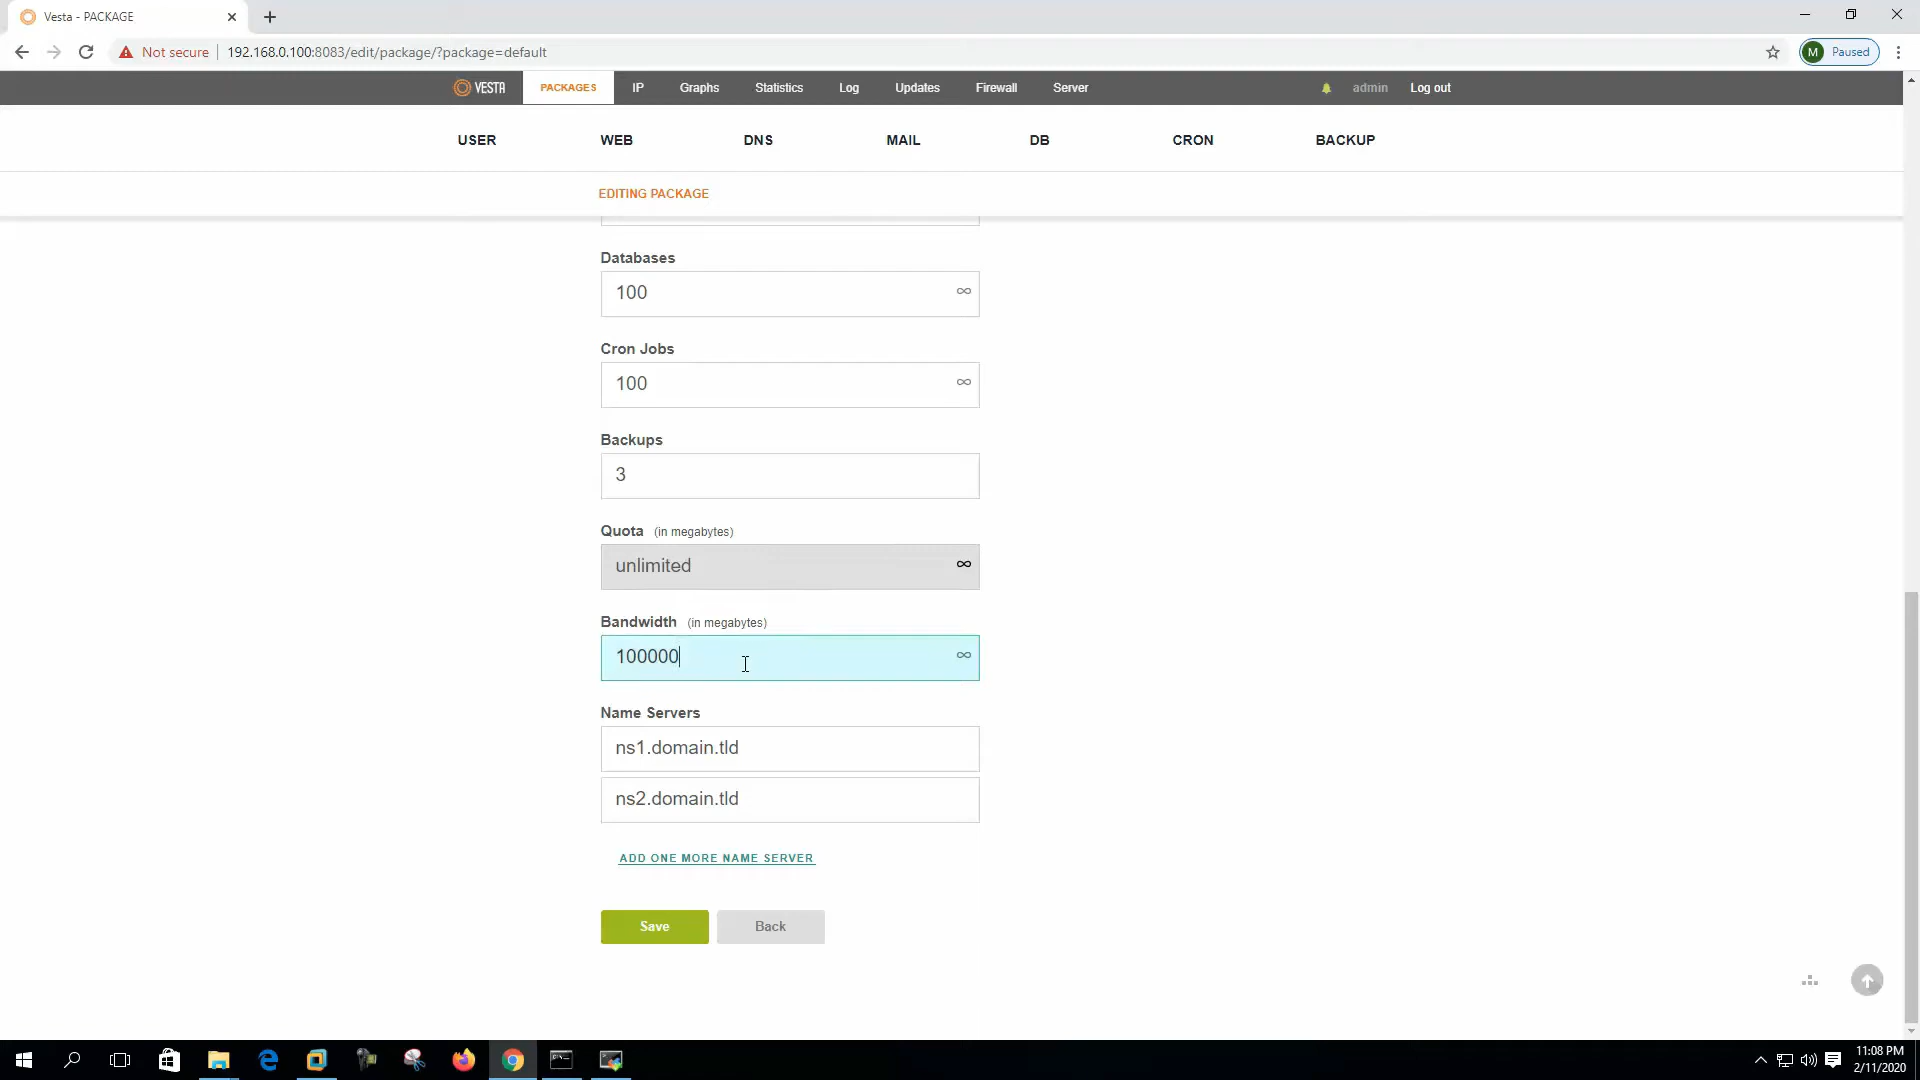 Vesta - PACKAGE
Not secure
192.168.0.100:8083/edit/package/?package=default
M
Paused
VESTA
PACKAGES
IP
Graphs
Statistics
Log
Updates
Firewall
Server
admin
Log out
USER
WEB
DNS
MAIL
DB
CRON
BACKUP
EDITING PACKAGE
Databases
100
Cron Jobs
100
Backups
3
Quota (in megabytes)
unlimited
Bandwidth (in megabytes)
100000
Name Servers
ns1.domain.tld
ns2.domain.tld
ADD ONE MORE NAME SERVER
Save
Back
11:08 PM
2/11/2020